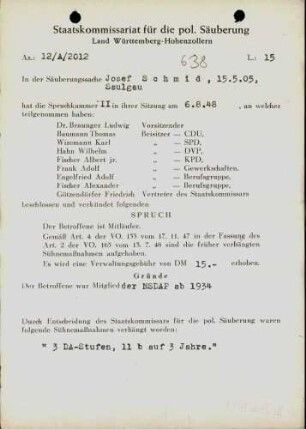 Staatskommissariat für die pol. Säuberung
Land Württemberg-Hohenzollern
Az.: 12/A/2012 L: 15
638
In der Säuberungssache Josef Schmid, 15.5.05,
Saulgau
hat die Spruchkammer II in ihrer Sitzung am 6.8.48 , an welcher
teilgenommen haben:
Dr. Beuanger Ludwig Vorsitzender
Baumann Thomas Beisitzer — CDU,
Wizemann Karl „ — SPD,
Hahn Wilhelm „ — DVP,
Fischer Albert jr. „ — KPD,
Frank Adolf „ — Gewerkschaften,
Engelfried Adolf „ — Berufsgruppe,
Fischer Alexander „ — Berufsgruppe,
Gütensdörfer Friedrich Vertreter des Staatskommissars
beschlossen und verkündet folgenden
SPRUCH
Der Betroffene ist Mitläufer.
Gemäß Art. 4 der VO. 133 vom 17. 11. 47 in der Fassung des
Art. 2 der VO. 165 vom 13. 7. 48 sind die früher verhängten
Sühnemaßnahmen aufgehoben.
Es wird eine Verwaltungsgebühr von DM 15.- erhoben.
Gründe
Der Betroffene war Mitglied der NSDAP ab 1934
Durch Entscheidung des Staatskommissars für die pol. Säuberung waren
folgende Sühnemaßnahmen verhängt worden:
" 3 DA-Stufen, 11 b auf 3 Jahre."